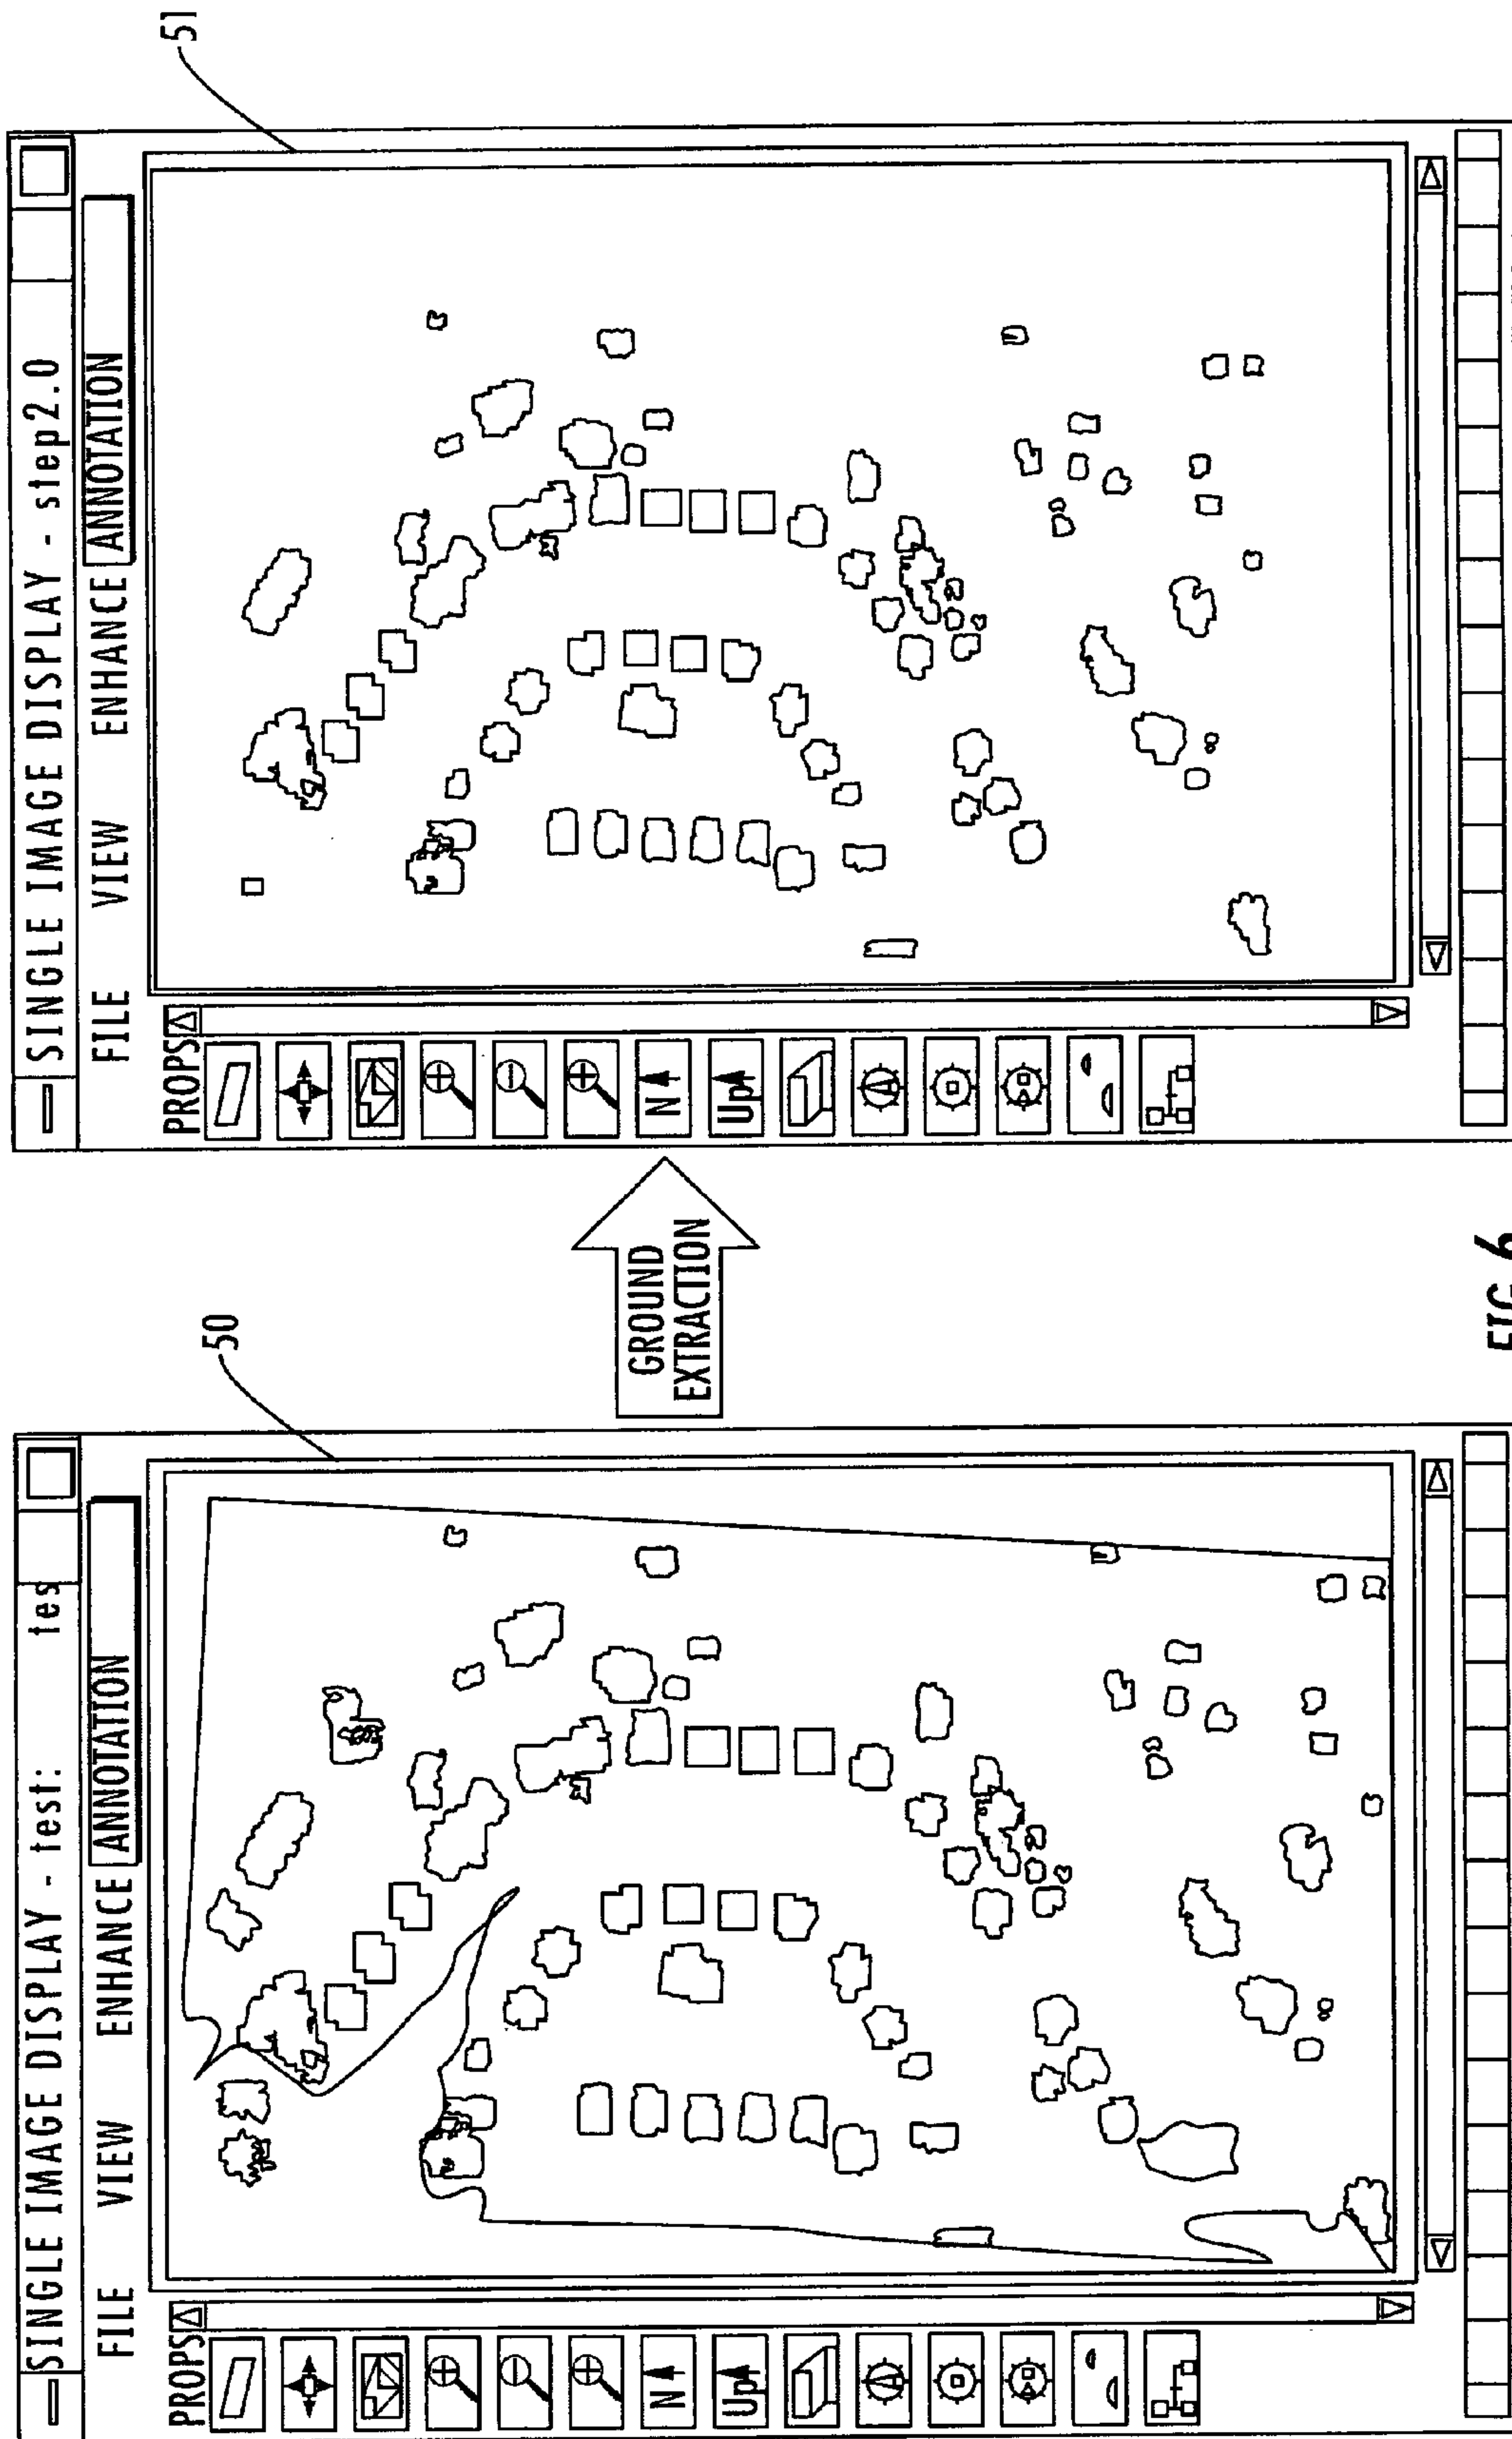 SINGLE IMAGE DISPLAY - test: tes
FILE VIEW ENHANCE ANNOTATION
PROPS
N
Up
50
GROUND
EXTRACTION
SINGLE IMAGE DISPLAY - step2.0
FILE VIEW ENHANCE ANNOTATION
PROPS
N
Up
51
FIG. 6